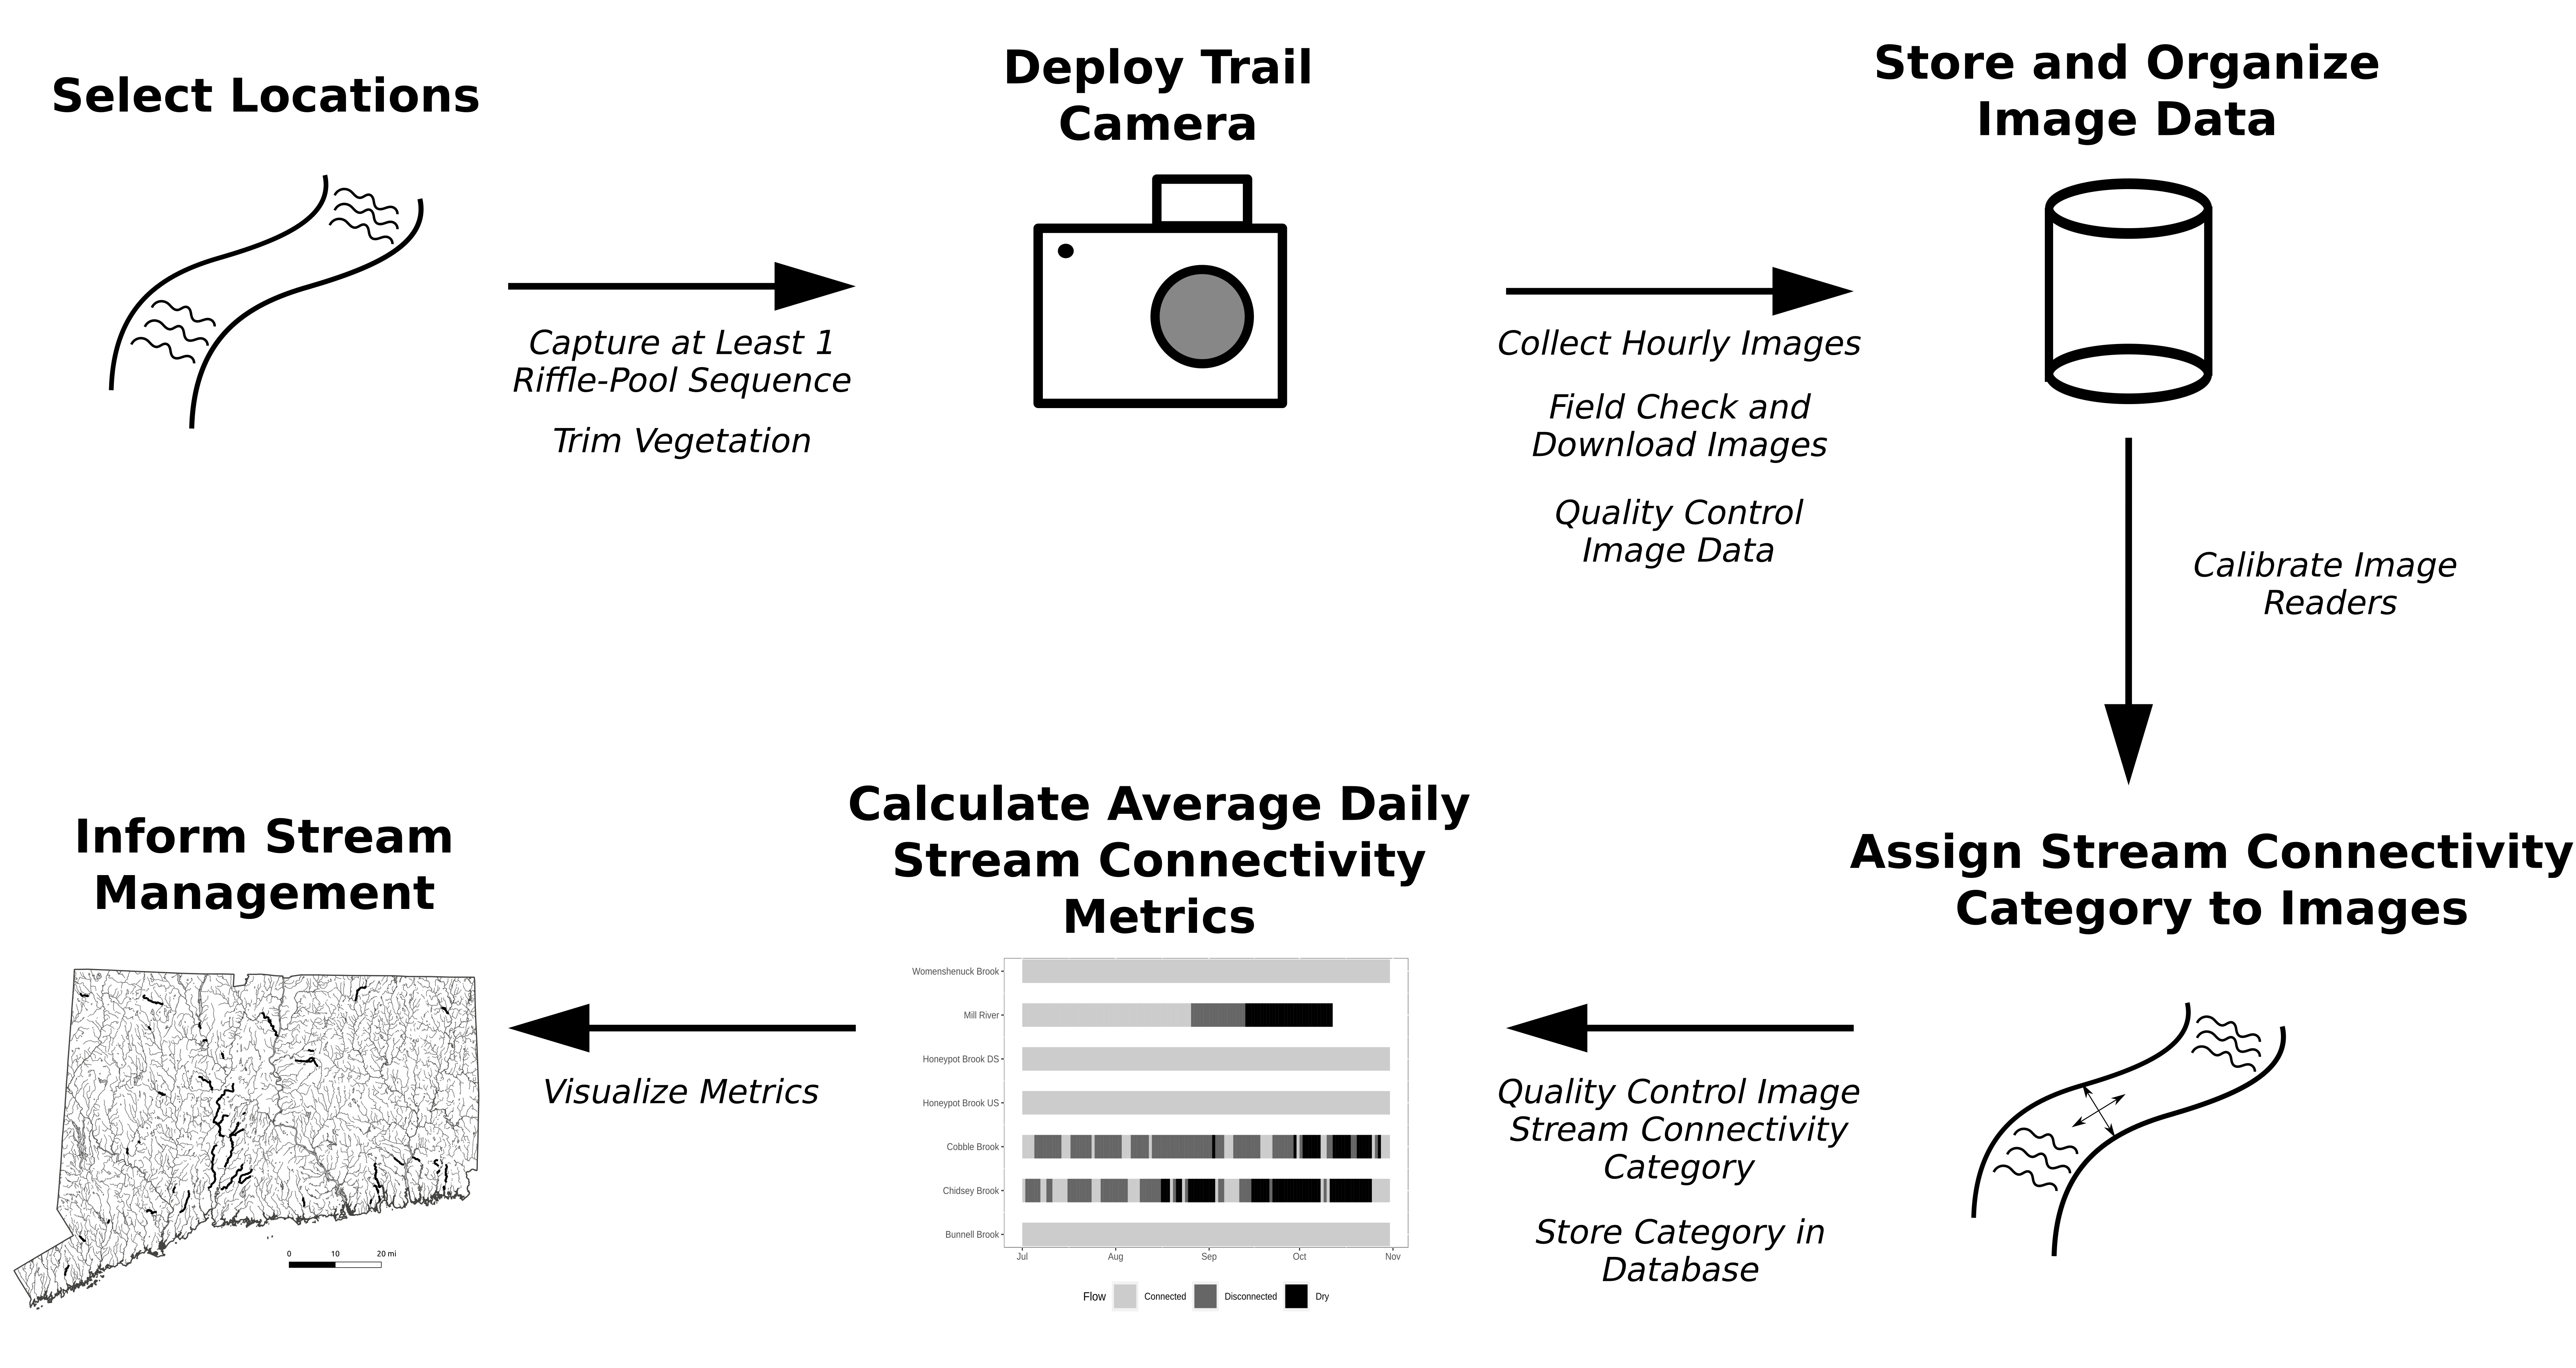 Select Locations
Capture at Least 1
Riffle-Pool Sequence
Trim Vegetation
Deploy Trail
Camera
Collect Hourly Images
Field Check and
Download Images
Quality Control
Image Data
Store and Organize
Image Data
Calibrate Image
Readers
Assign Stream Connectivity
Category to Images
Quality Control Image
Stream Connectivity
Category
Store Category in
Database
Calculate Average Daily
Stream Connectivity
Metrics
Womenshenuck Brook
Mill River
Honeypot Brook DS
Honeypot Brook US
Cobble Brook
Chidsey Brook
Bunnell Brook
Jul Aug Sep Oct Nov
Flow Connected Disconnected Dry
Visualize Metrics
Inform Stream
Management
0 10 20 mi